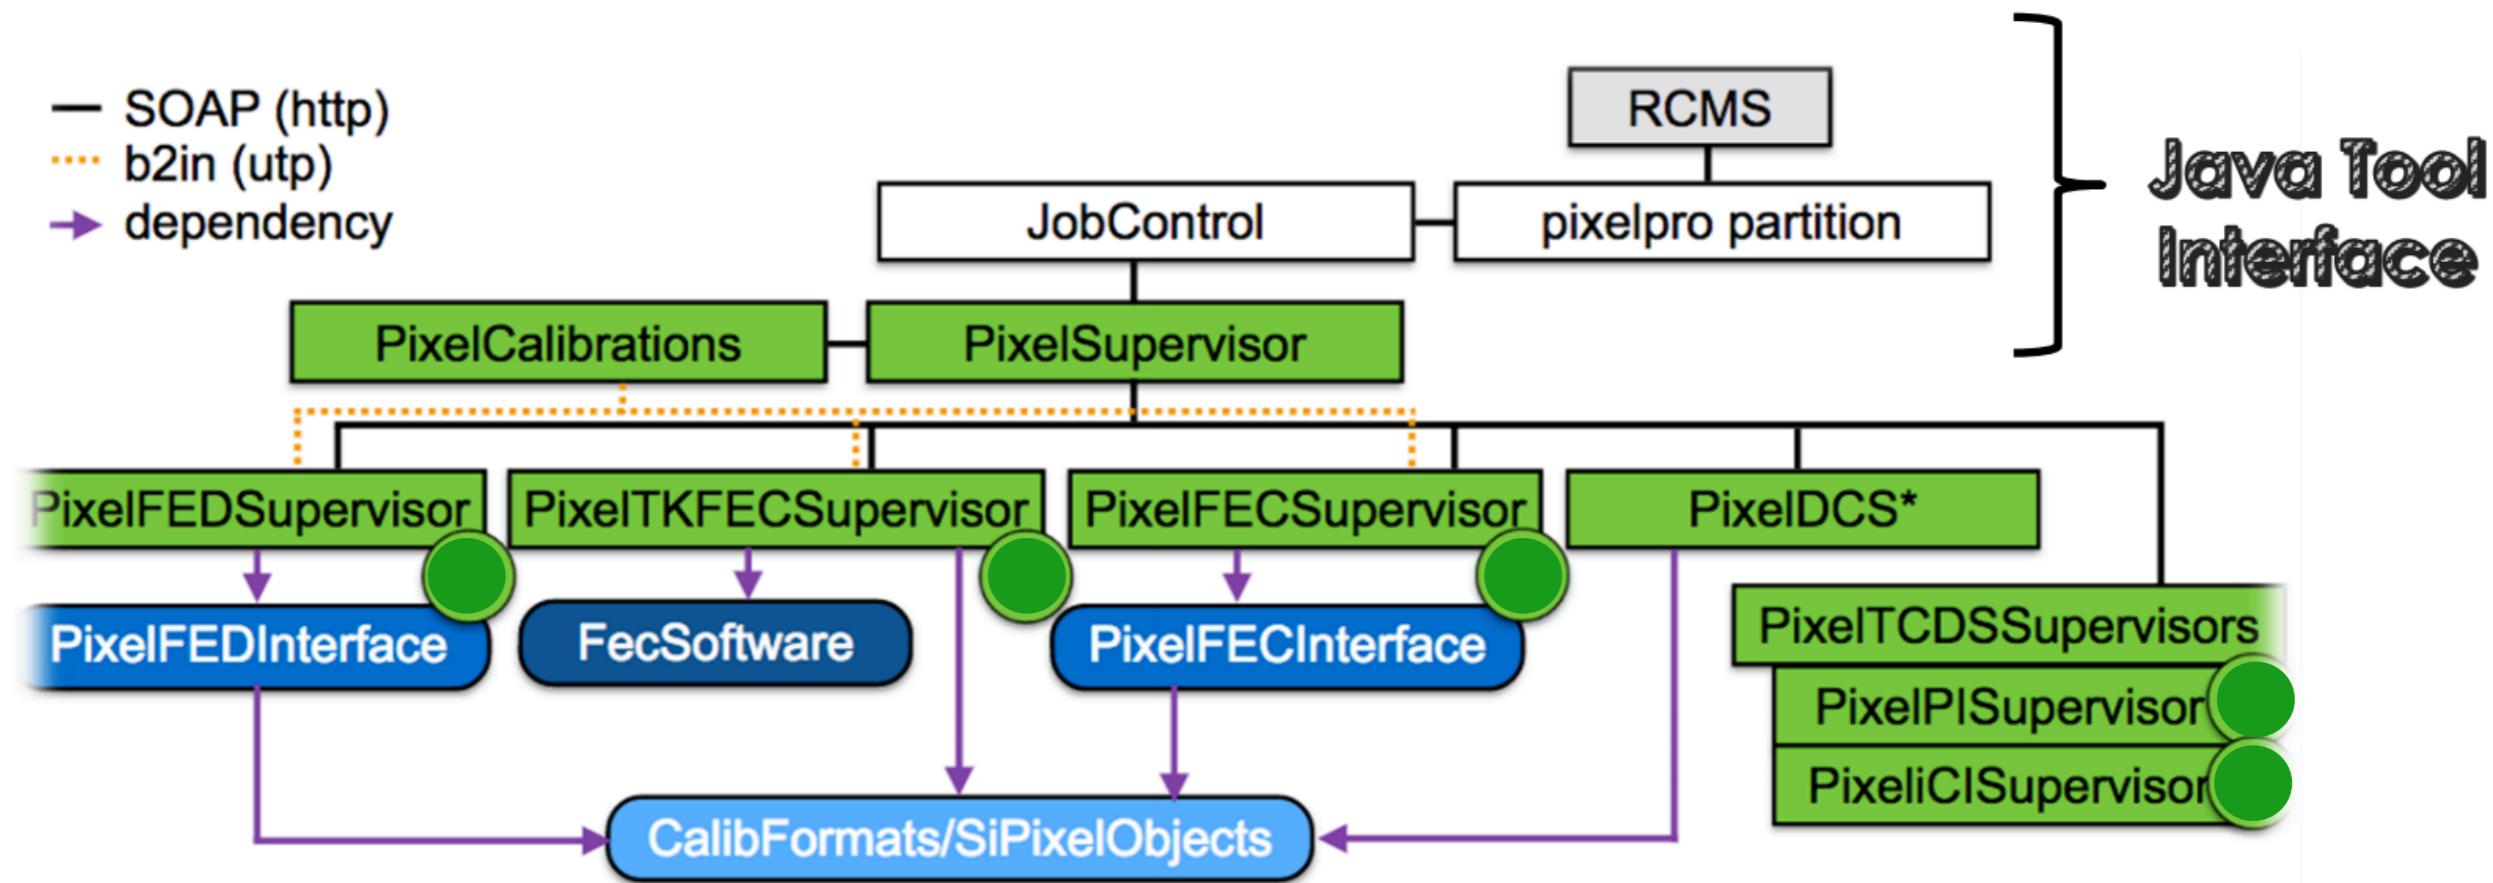 SOAP (http)
b2in (utp)
dependency
RCMS
JobControl
pixelpro partition
Java Tool
Interface
PixelCalibrations
PixelSupervisor
PixelFEDSupervisor
PixelTKFECSupervisor
PixelFECSupervisor
PixelDCS*
PixelFEDInterface
FecSoftware
PixelFECInterface
PixelTCDSSupervisors
PixelPISupervisor
PixeliCISupervisor
CalibFormats/SiPixelObjects